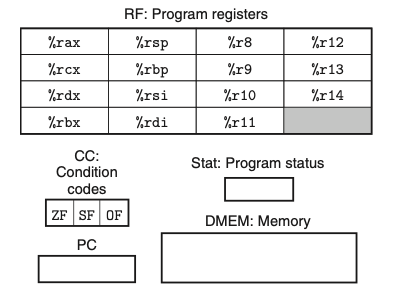 RF: Program registers
%rax %rsp %r8 %r12
%rcx %rbp %r9 %r13
%rdx %rsi %r10 %r14
%rbx %rdi %r11
CC:
Condition
codes
ZF SF OF
Stat: Program status
DMEM: Memory
PC